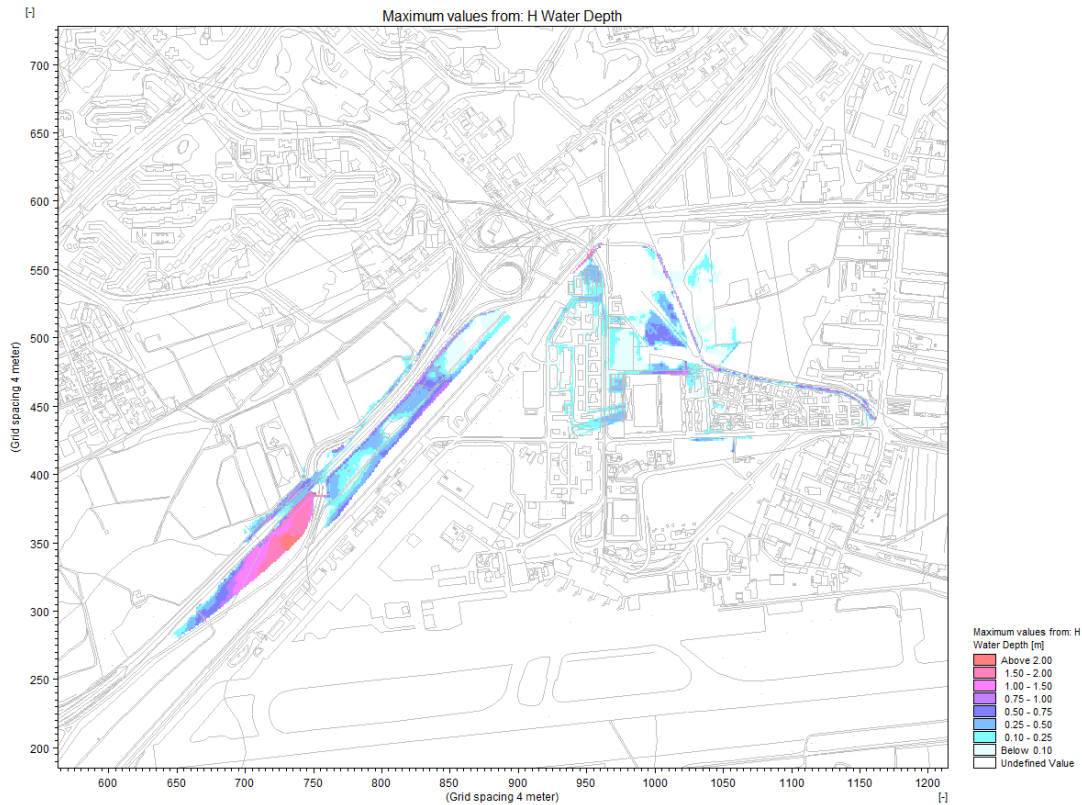 [-]
Maximum values from: H Water Depth
700
650
600
550
500
450
400
350
300
250
200
(Grid spacing 4 meter)
600
650
700
750
800
850
900
950
1000
1050
1100
1150
1200
(Grid spacing 4 meter)
[-]
Maximum values from: H
Water Depth [m]
Above 2.00
1.50 - 2.00
1.00 - 1.50
0.75 - 1.00
0.50 - 0.75
0.25 - 0.50
0.10 - 0.25
Below 0.10
Undefined Value